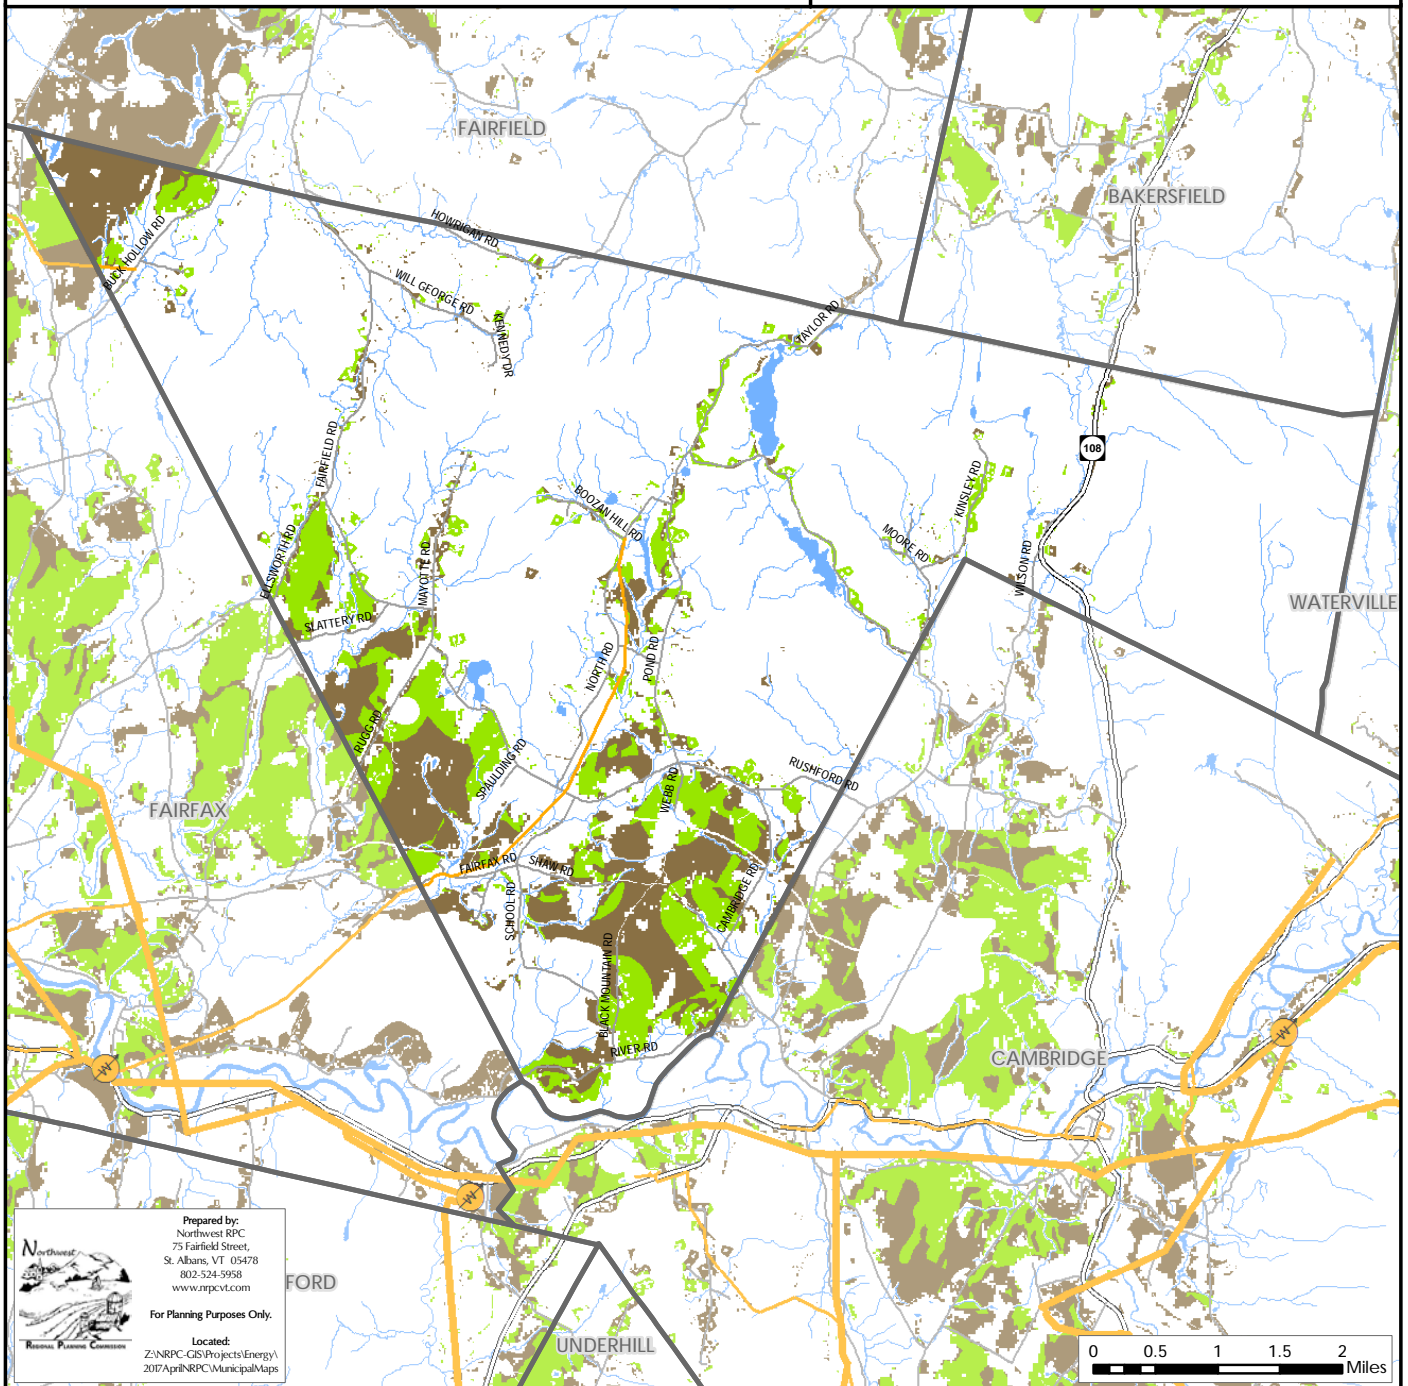 FAIRFIELD
BAKERSFIELD
HOWRIGAN RD
BUCK HOLLOW RD
WILL GEORGE RD
KENNEDY DR
TAYLOR RD
108
FAIRFIELD RD
BOOZAN HILL RD
KINSLEY RD
MOORE RD
WILSON RD
ELLSWORTH RD
MAYOTTE RD
SLATTERY RD
WATERVILLE
NORTH RD
POND RD
RUGG RD
SPAULDING RD
WEBB RD
RUSHFORD RD
FAIRFAX
FAIRFAX RD
SHAW RD
SCHOOL RD
CAMBRIDGE RD
BLACK MOUNTAIN RD
RIVER RD
CAMBRIDGE
W
W
W
FORD
UNDERHILL
Northwest
REGIONAL PLANNING COMMISSION
Prepared by:
Northwest RPC
75 Fairfield Street,
St. Albans, VT 05478
802-524-5958
www.nrpcvt.com
For Planning Purposes Only.
Located:
Z:\NRPC-GIS\Projects\Energy\
2017AprilNRPC\MunicipalMaps
0 0.5 1 1.5 2
Miles